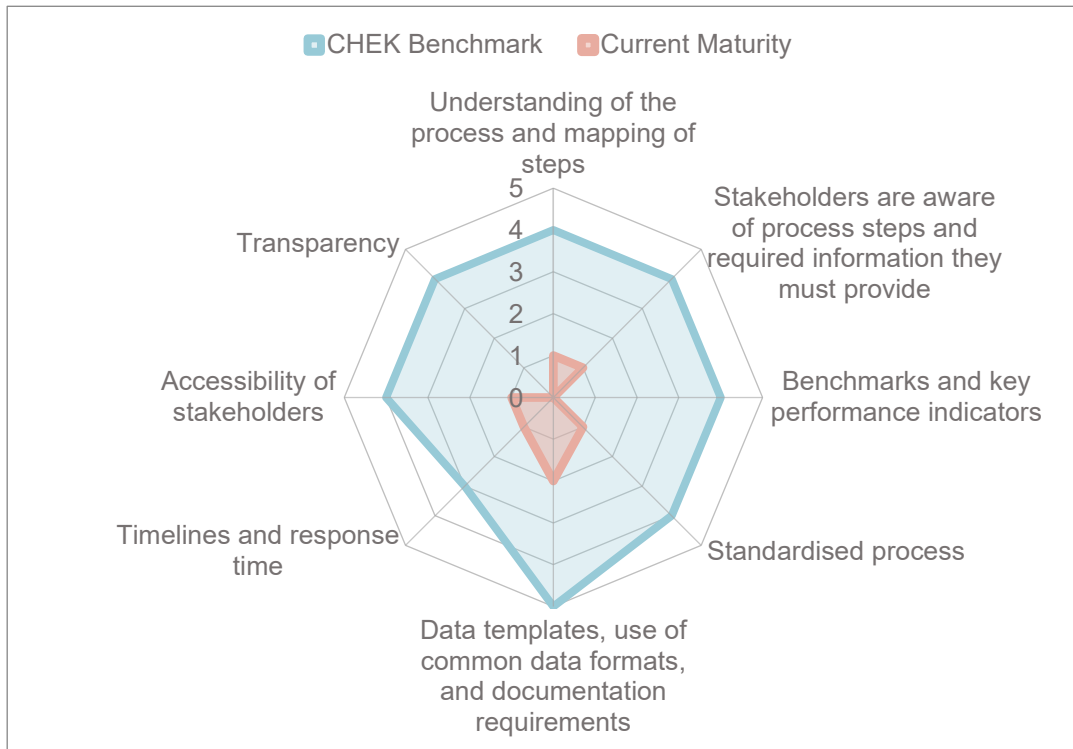 CHEK Benchmark
Current Maturity
Understanding of the
process and mapping of
steps
Stakeholders are aware
of process steps and
required information they
must provide
Benchmarks and key
performance indicators
Standardised process
Data templates, use of
common data formats,
and documentation
requirements
Timelines and response
time
Accessibility of
stakeholders
Transparency
5
4
3
2
1
0